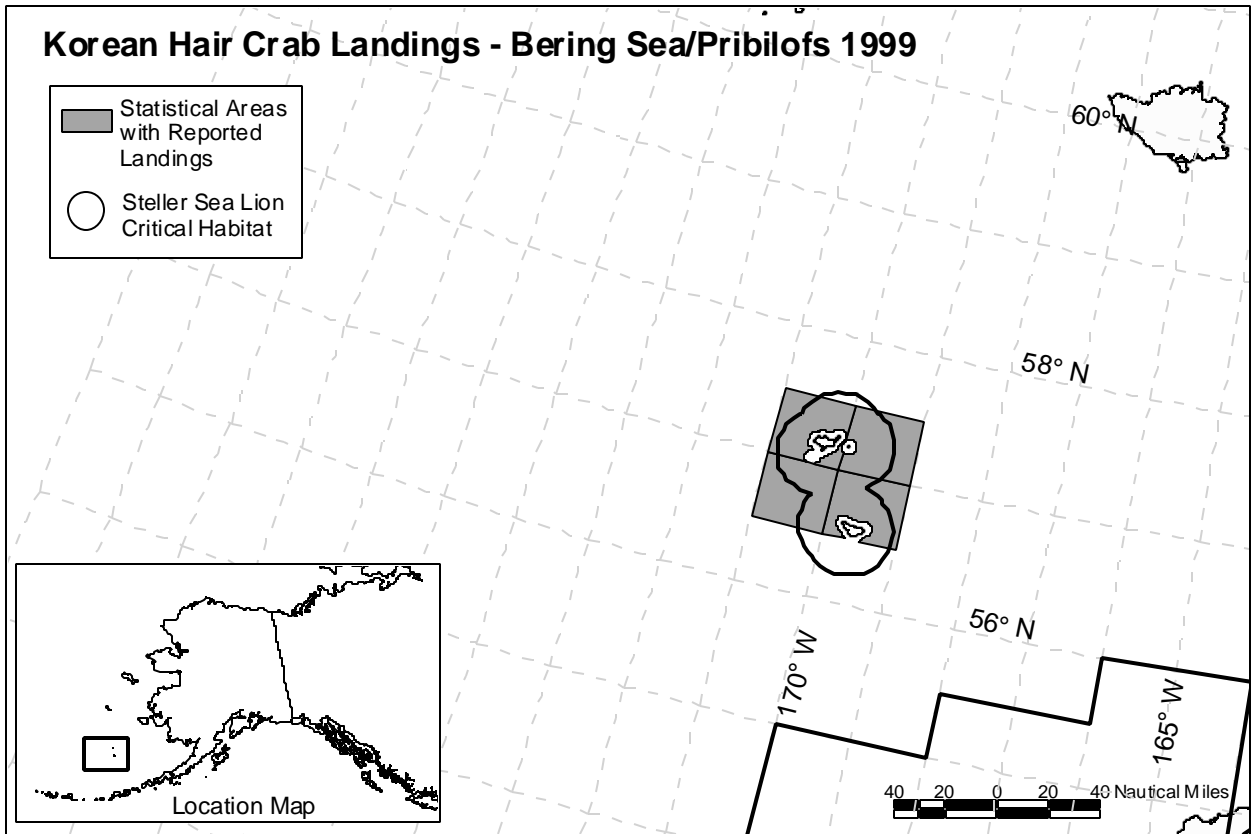 Korean Hair Crab Landings - Bering Sea/Pribilofs 1999
Statistical Areas
with Reported
Landings
Steller Sea Lion
Critical Habitat
60° N
58° N
56° N
170° W
165° W
40 20 0 20 40 Nautical Miles
Location Map